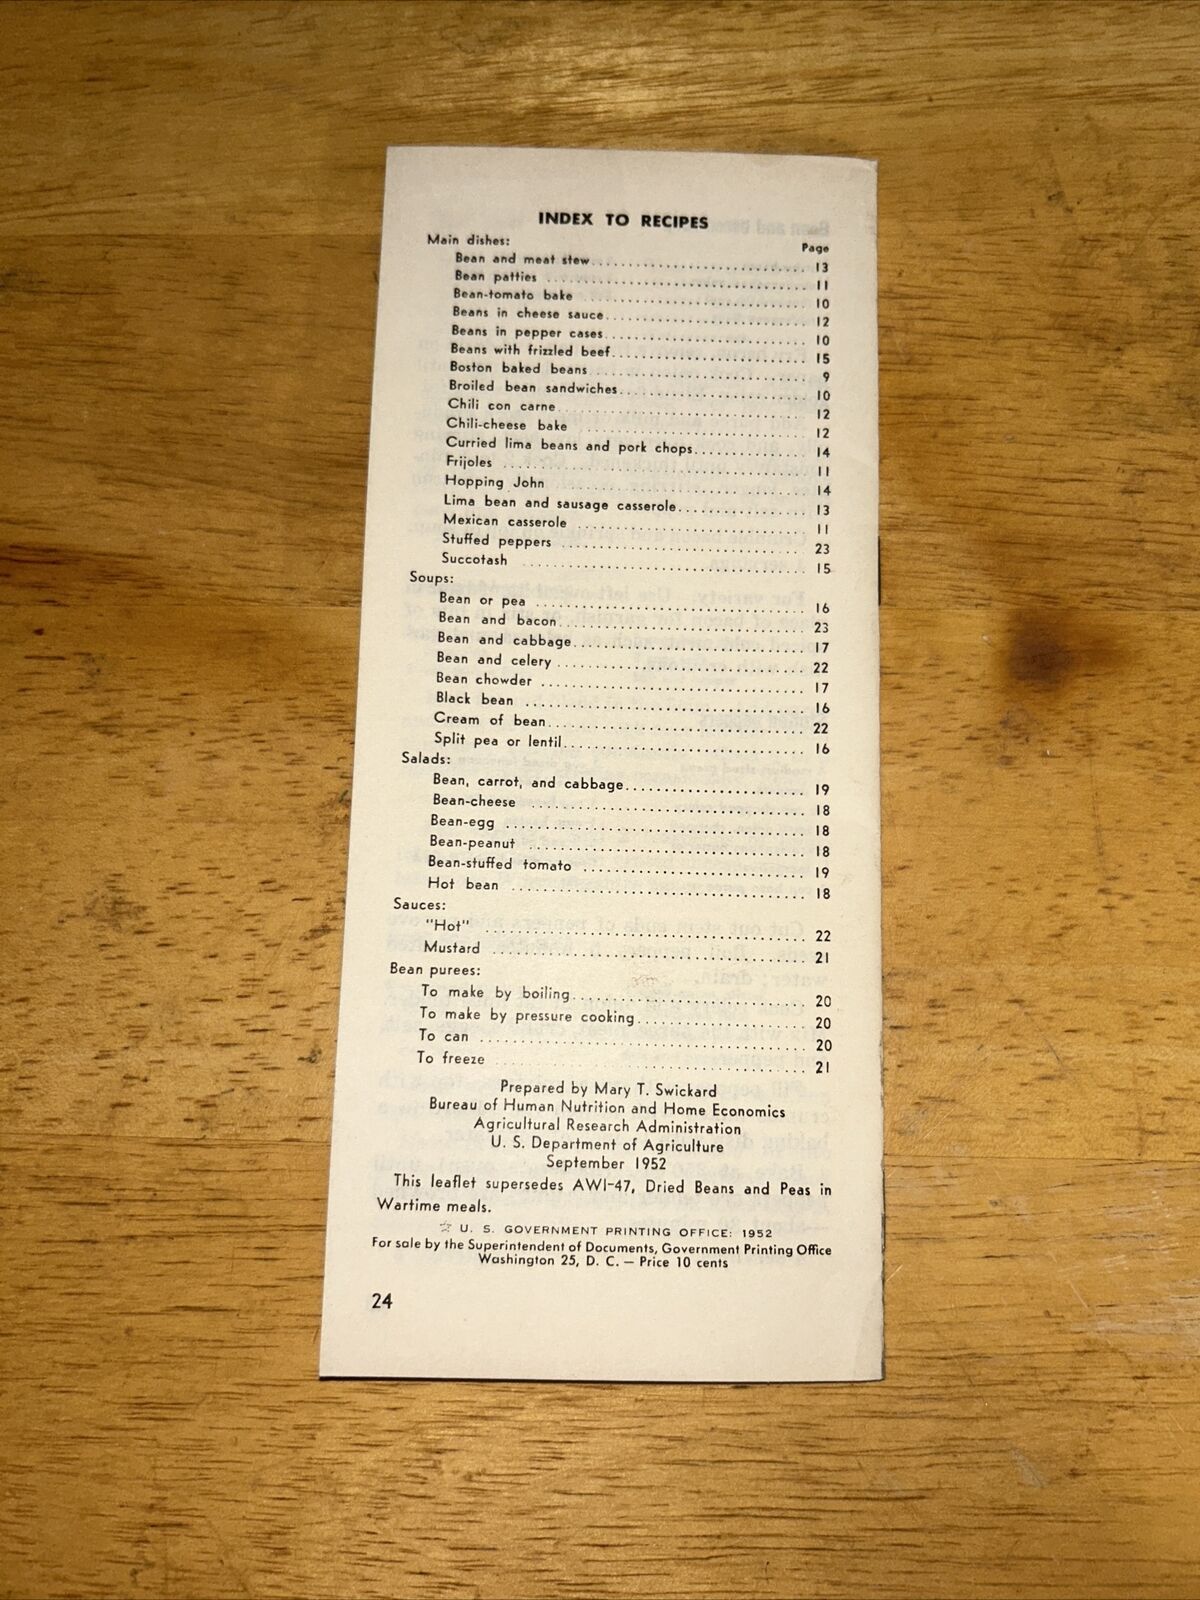 INDEX TO RECIPES
Main dishes: Page
Bean and meat stew.......................... 13
Bean patties ................................ 11
Bean-tomato bake ........................... 10
Beans in cheese sauce........................ 12
Beans in pepper cases........................ 10
Beans with frizzled beef....................... 15
Boston baked beans ......................... 9
Broiled bean sandwiches...................... 10
Chili con carne.............................. 12
Chili-cheese bake ........................... 12
Curried lima beans and pork chops............. 14
Frijoles ..................................... 11
Hopping John ............................... 14
Lima bean and sausage casserole............... 13
Mexican casserole ........................... 11
Stuffed peppers ............................. 23
Succotash .................................. 15
Soups:
Bean or pea ................................ 16
Bean and bacon.............................. 23
Bean and cabbage............................ 17
Bean and celery ............................. 22
Bean chowder ............................... 17
Black bean ................................. 16
Cream of bean............................... 22
Split pea or lentil............................. 16
Salads:
Bean, carrot, and cabbage..................... 19
Bean-cheese ................................ 18
Bean-egg ................................... 18
Bean-peanut ................................ 18
Bean-stuffed tomato .......................... 19
Hot bean ................................... 18
Sauces:
"Hot" ...................................... 22
Mustard .................................... 21
Bean purees:
To make by boiling........................... 20
To make by pressure cooking................... 20
To can ..................................... 20
To freeze ................................... 21
Prepared by Mary T. Swickard
Bureau of Human Nutrition and Home Economics
Agricultural Research Administration
U. S. Department of Agriculture
September 1952
This leaflet supersedes AWI-47, Dried Beans and Peas in
Wartime meals.
☆ U. S. GOVERNMENT PRINTING OFFICE: 1952
For sale by the Superintendent of Documents, Government Printing Office
Washington 25, D. C. — Price 10 cents
24